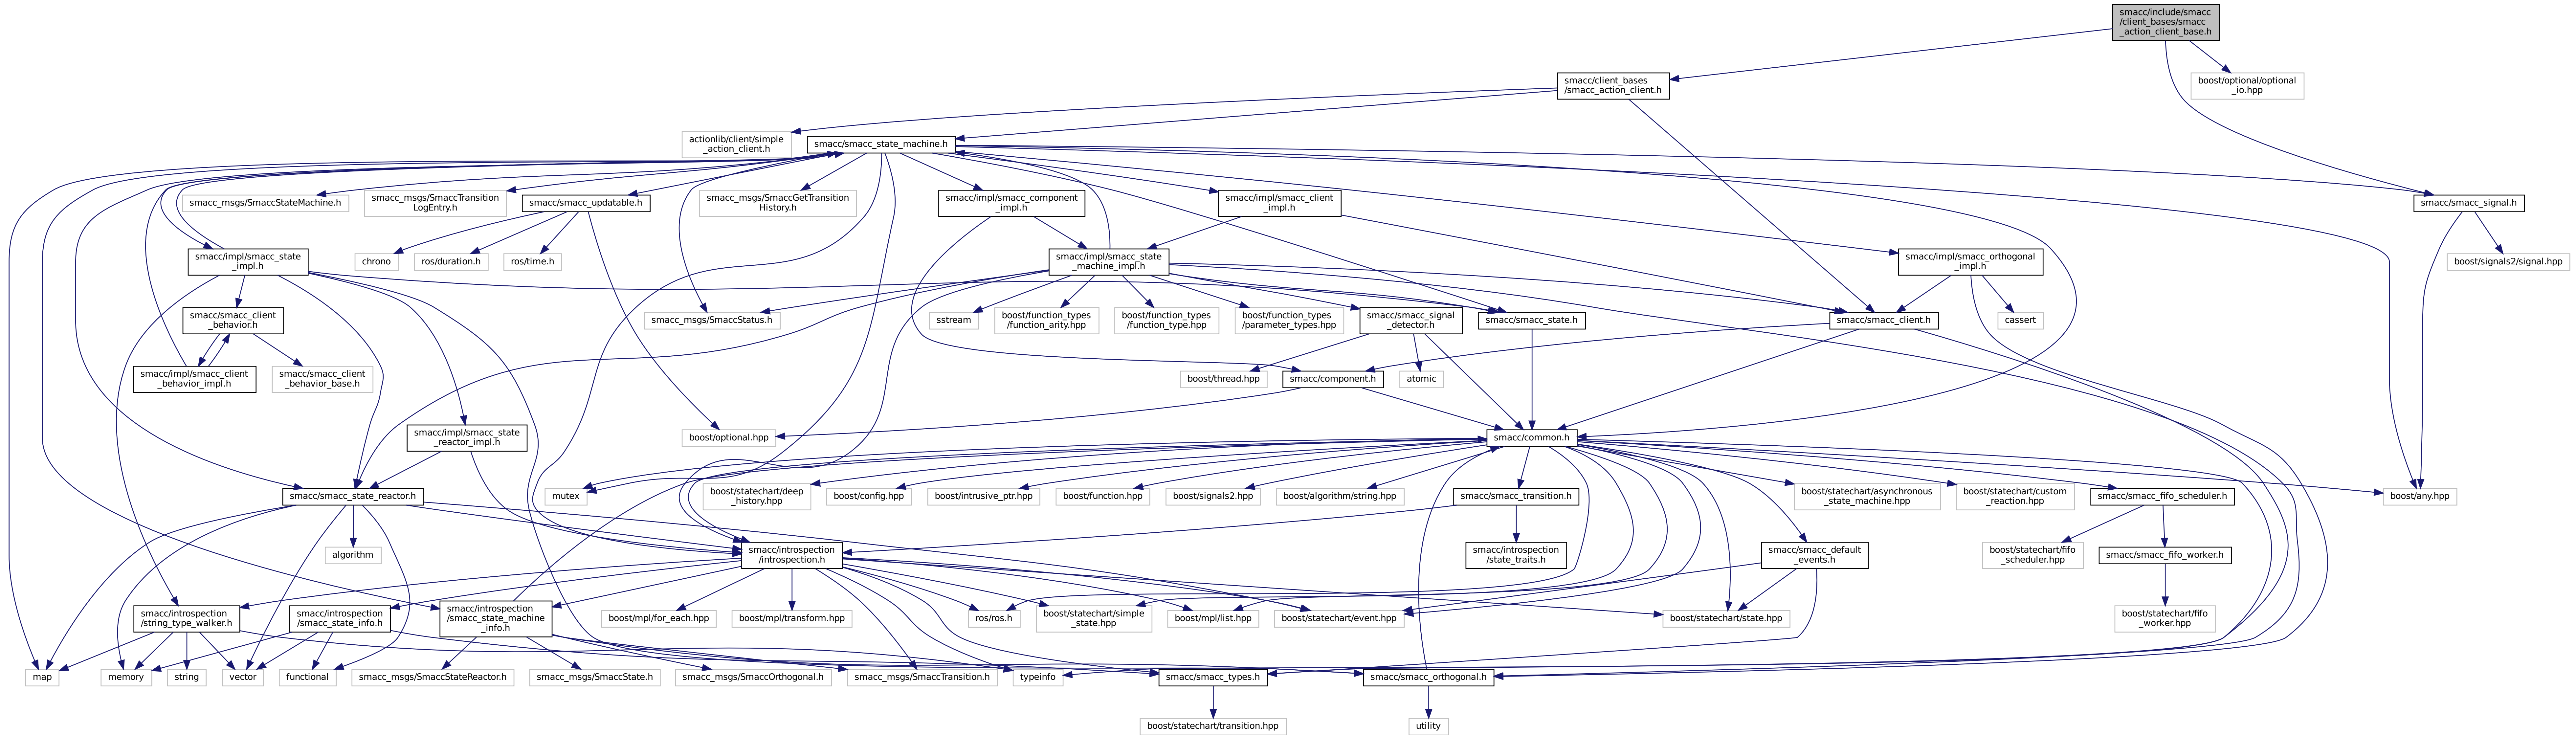 smacc/include/smacc
/client_bases/smacc
_action_client_base.h
smacc/client_bases
/smacc_action_client.h
boost/optional/optional
_io.hpp
actionlib/client/simple
_action_client.h
smacc/smacc_state_machine.h
smacc_msgs/SmaccStateMachine.h
smacc_msgs/SmaccTransition
LogEntry.h
smacc/smacc_updatable.h
smacc_msgs/SmaccGetTransition
History.h
smacc/impl/smacc_component
_impl.h
smacc/impl/smacc_client
_impl.h
smacc/smacc_signal.h
smacc/impl/smacc_state
_impl.h
chrono
ros/duration.h
ros/time.h
smacc/impl/smacc_state
_machine_impl.h
smacc/impl/smacc_orthogonal
_impl.h
boost/signals2/signal.hpp
smacc/smacc_client
_behavior.h
smacc_msgs/SmaccStatus.h
sstream
boost/function_types
/function_arity.hpp
boost/function_types
/function_type.hpp
boost/function_types
/parameter_types.hpp
smacc/smacc_signal
_detector.h
smacc/smacc_state.h
smacc/smacc_client.h
cassert
smacc/impl/smacc_client
_behavior_impl.h
smacc/smacc_client
_behavior_base.h
boost/thread.hpp
smacc/component.h
atomic
smacc/impl/smacc_state
_reactor_impl.h
boost/optional.hpp
smacc/common.h
smacc/smacc_state_reactor.h
mutex
boost/statechart/deep
_history.hpp
boost/config.hpp
boost/intrusive_ptr.hpp
boost/function.hpp
boost/signals2.hpp
boost/algorithm/string.hpp
smacc/smacc_transition.h
boost/statechart/asynchronous
_state_machine.hpp
boost/statechart/custom
_reaction.hpp
smacc/smacc_fifo_scheduler.h
boost/any.hpp
algorithm
smacc/introspection
/introspection.h
smacc/introspection
/state_traits.h
smacc/smacc_default
_events.h
boost/statechart/fifo
_scheduler.hpp
smacc/smacc_fifo_worker.h
smacc/introspection
/string_type_walker.h
smacc/introspection
/smacc_state_info.h
smacc/introspection
/smacc_state_machine
_info.h
boost/mpl/for_each.hpp
boost/mpl/transform.hpp
ros/ros.h
boost/statechart/simple
_state.hpp
boost/mpl/list.hpp
boost/statechart/event.hpp
boost/statechart/state.hpp
boost/statechart/fifo
_worker.hpp
map
memory
string
vector
functional
smacc_msgs/SmaccStateReactor.h
smacc_msgs/SmaccState.h
smacc_msgs/SmaccOrthogonal.h
smacc_msgs/SmaccTransition.h
typeinfo
smacc/smacc_types.h
smacc/smacc_orthogonal.h
boost/statechart/transition.hpp
utility